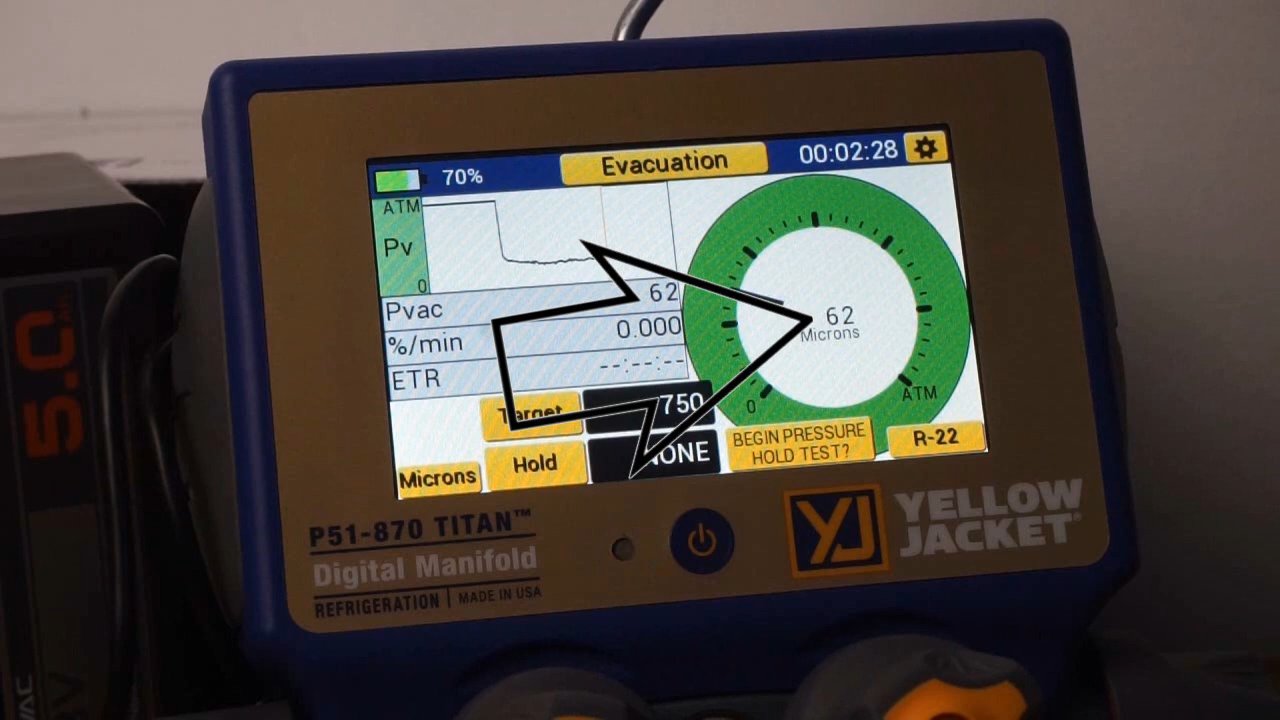 70%
Evacuation
00:02:28
ATM
Pv
0
Pvac 62
%/min 0.000
ETR --:--:--
Target 750
Hold NONE
Microns
62
Microns
0
ATM
BEGIN PRESSURE
HOLD TEST?
R-22
P51-870 TITAN™
Digital Manifold
REFRIGERATION | MADE IN USA
YJ
YELLOW
JACKET®
5.0
VAC